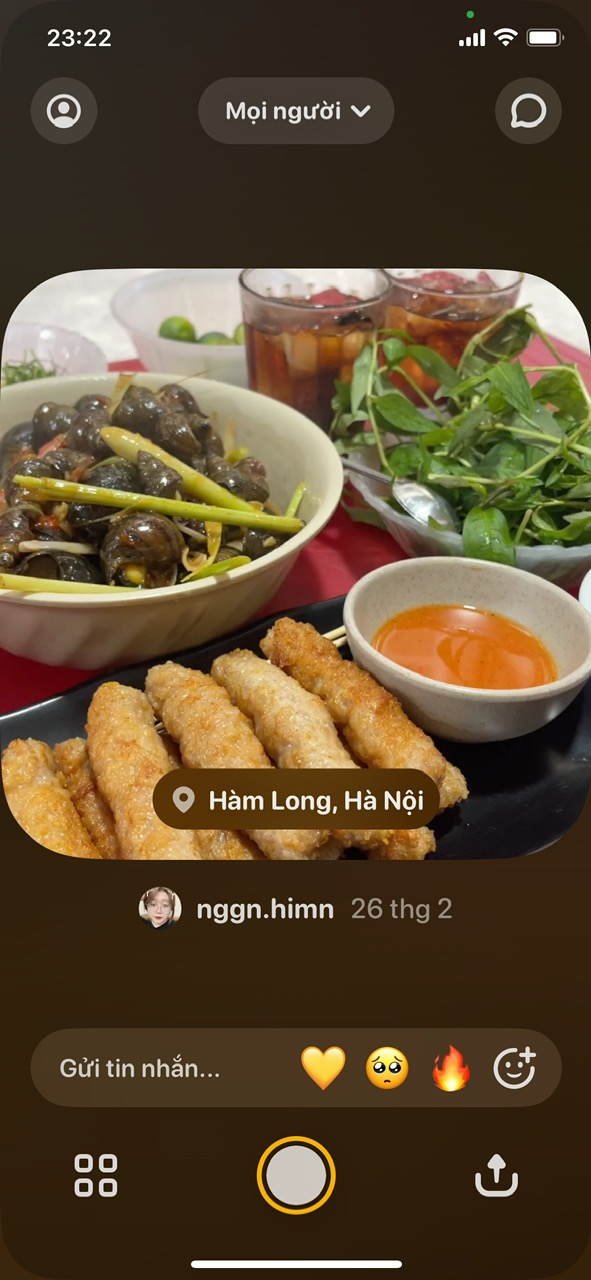 23:22
Mọi người
Hàm Long, Hà Nội
nggn.himn 26 thg 2
Gửi tin nhắn...